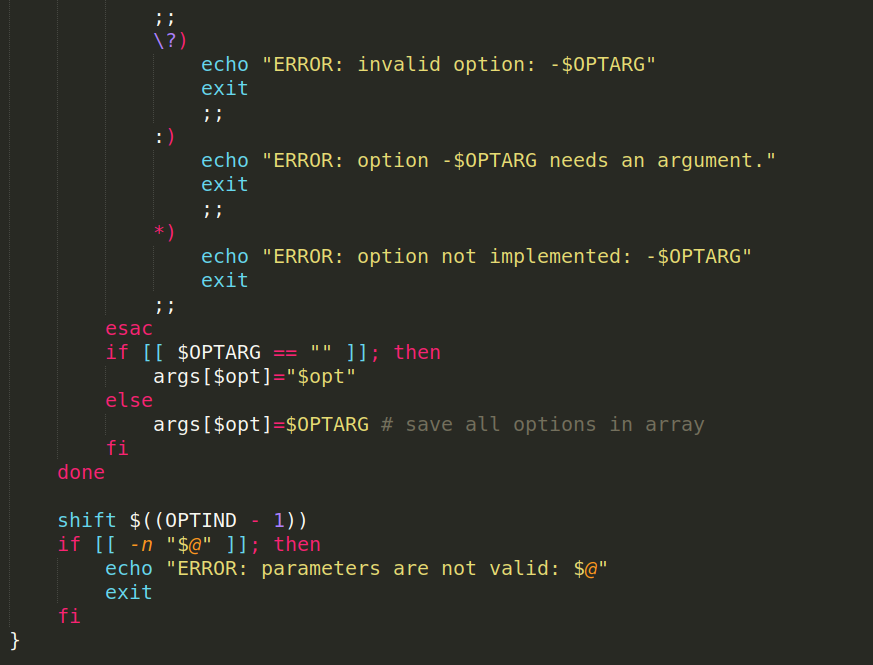 ;;
            \?)
                echo "ERROR: invalid option: -$OPTARG"
                exit
                ;;
            :)
                echo "ERROR: option -$OPTARG needs an argument."
                exit
                ;;
            *)
                echo "ERROR: option not implemented: -$OPTARG"
                exit
            ;;
        esac
        if [[ $OPTARG == "" ]]; then
            args[$opt]="$opt"
        else
            args[$opt]=$OPTARG # save all options in array
        fi
    done

    shift $((OPTIND - 1))
    if [[ -n "$@" ]]; then
        echo "ERROR: parameters are not valid: $@"
        exit
    fi
}